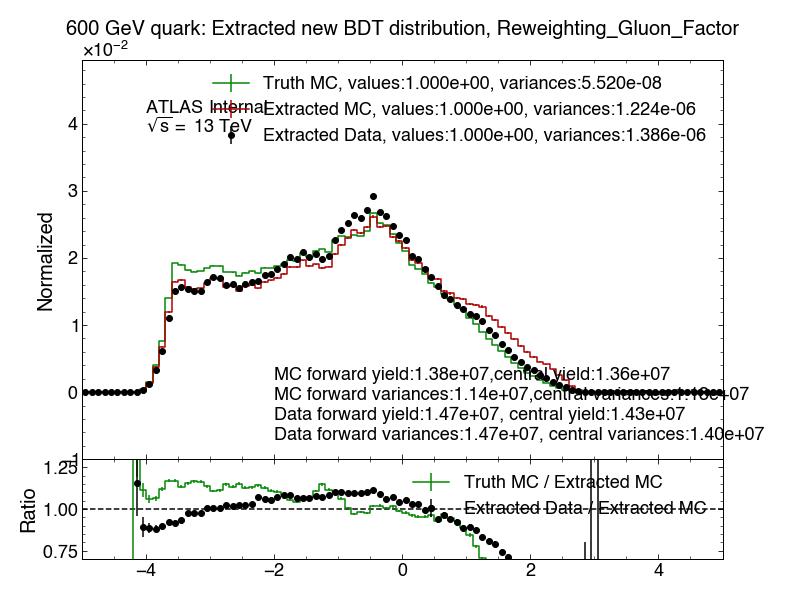 600 GeV quark: Extracted new BDT distribution, Reweighting_Gluon_Factor
×10⁻²
Truth MC, values:1.000e+00, variances:5.520e-08
ATLAS Internal
Extracted MC, values:1.000e+00, variances:1.224e-06
√s = 13 TeV
Extracted Data, values:1.000e+00, variances:1.386e-06
4
3
2
1
0
Normalized
MC forward yield:1.38e+07,central yield:1.36e+07
MC forward variances:1.14e+07,central variances:
Data forward yield:1.47e+07, central yield:1.43e+07
Data forward variances:1.47e+07, central variances:1.40e+07
1.25
1.00
0.75
Ratio
Truth MC / Extracted MC
Extracted Data / Extracted MC
−4
−2
0
2
4